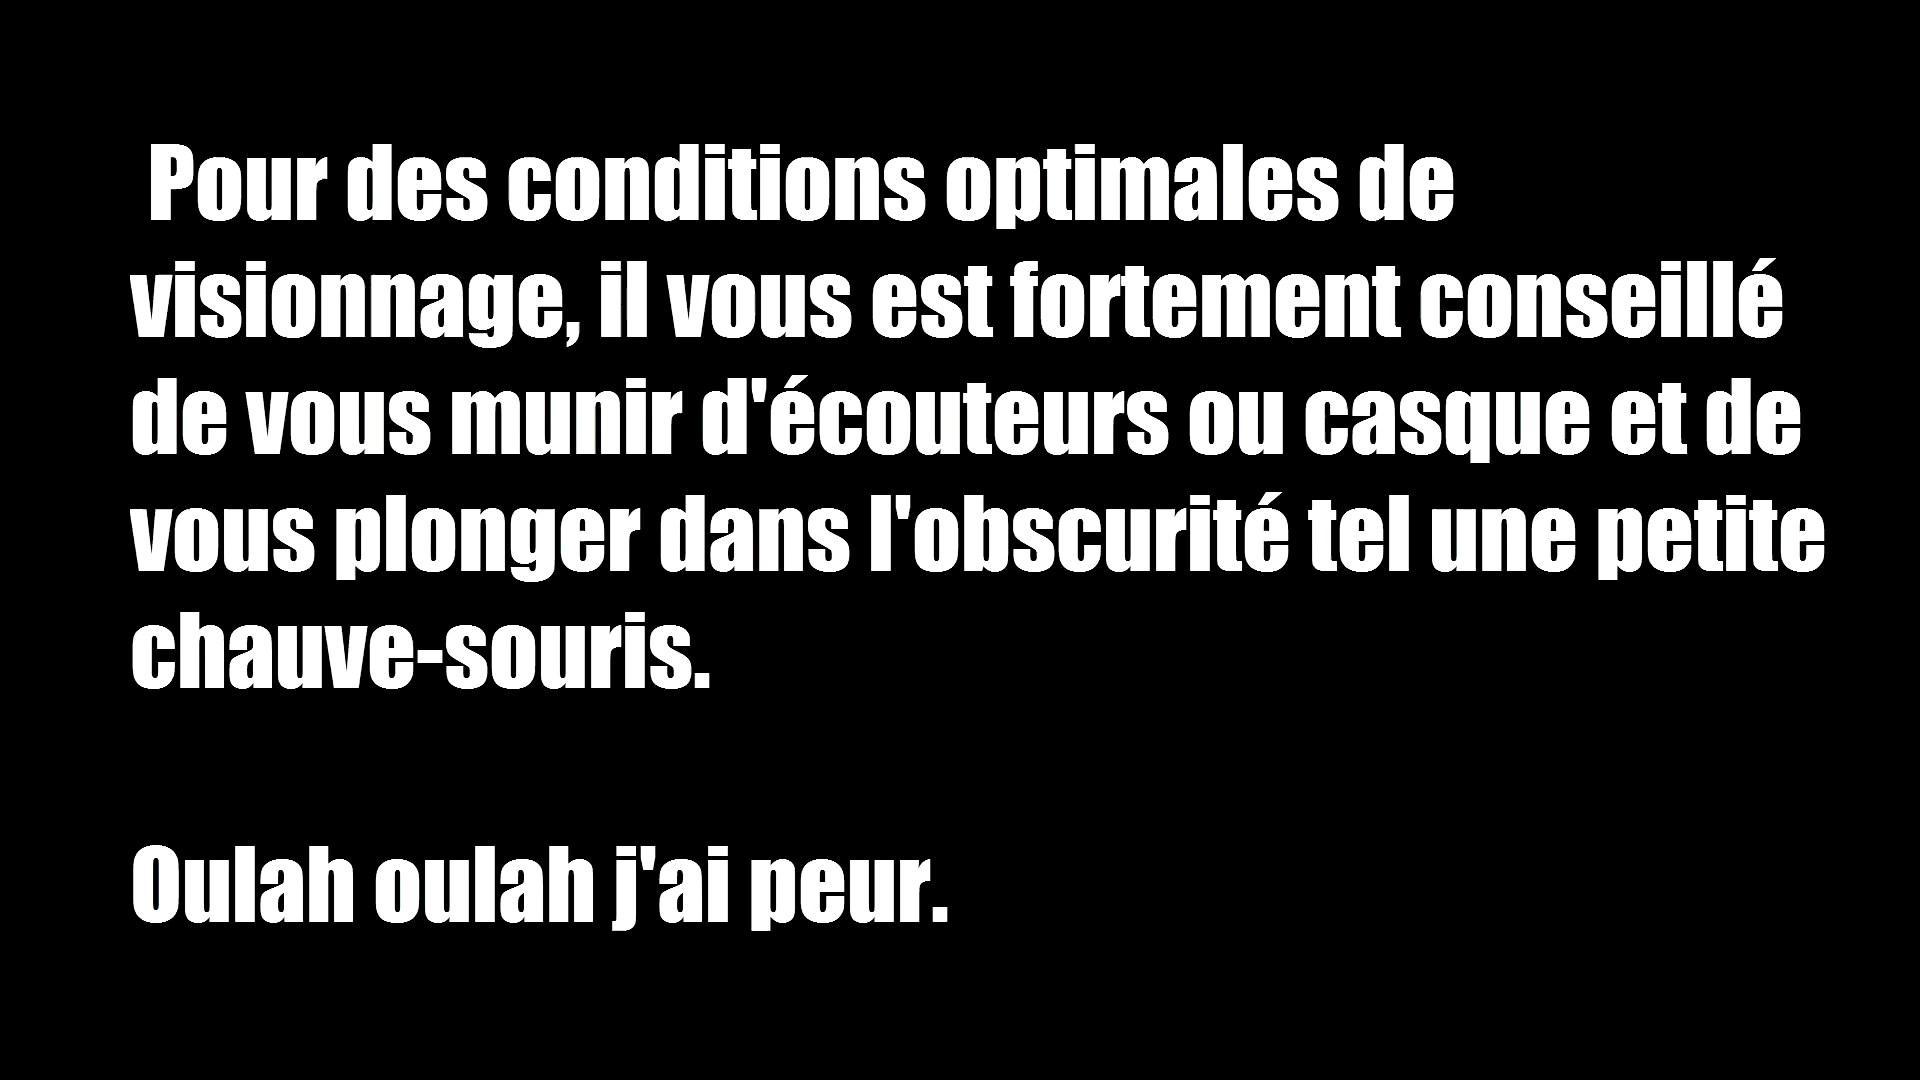 Pour des conditions optimales de
visionnage, il vous est fortement conseillé
de vous munir d'écouteurs ou casque et de
vous plonger dans l'obscurité tel une petite
chauve-souris.
Oulah oulah j'ai peur.